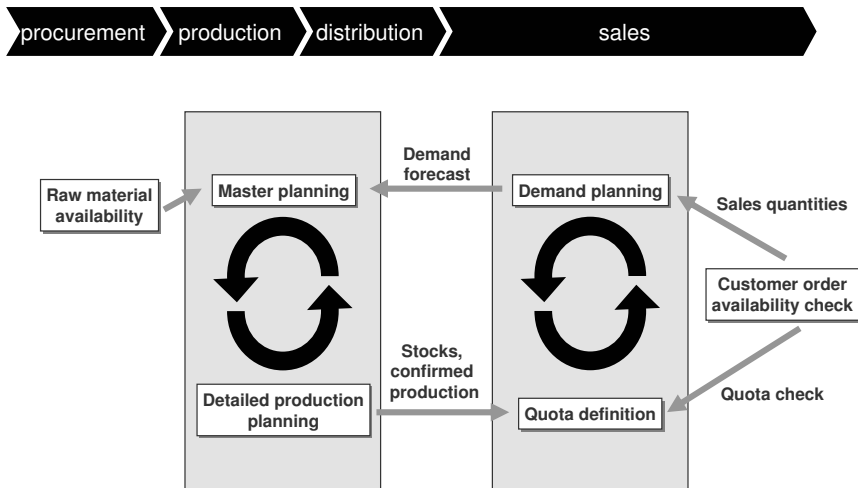 procurement
production
distribution
sales
Demand
forecast
Raw material
availability
Master planning
Demand planning
Sales quantities
Customer order
availability check
Stocks,
confirmed
production
Detailed production
planning
Quota definition
Quota check